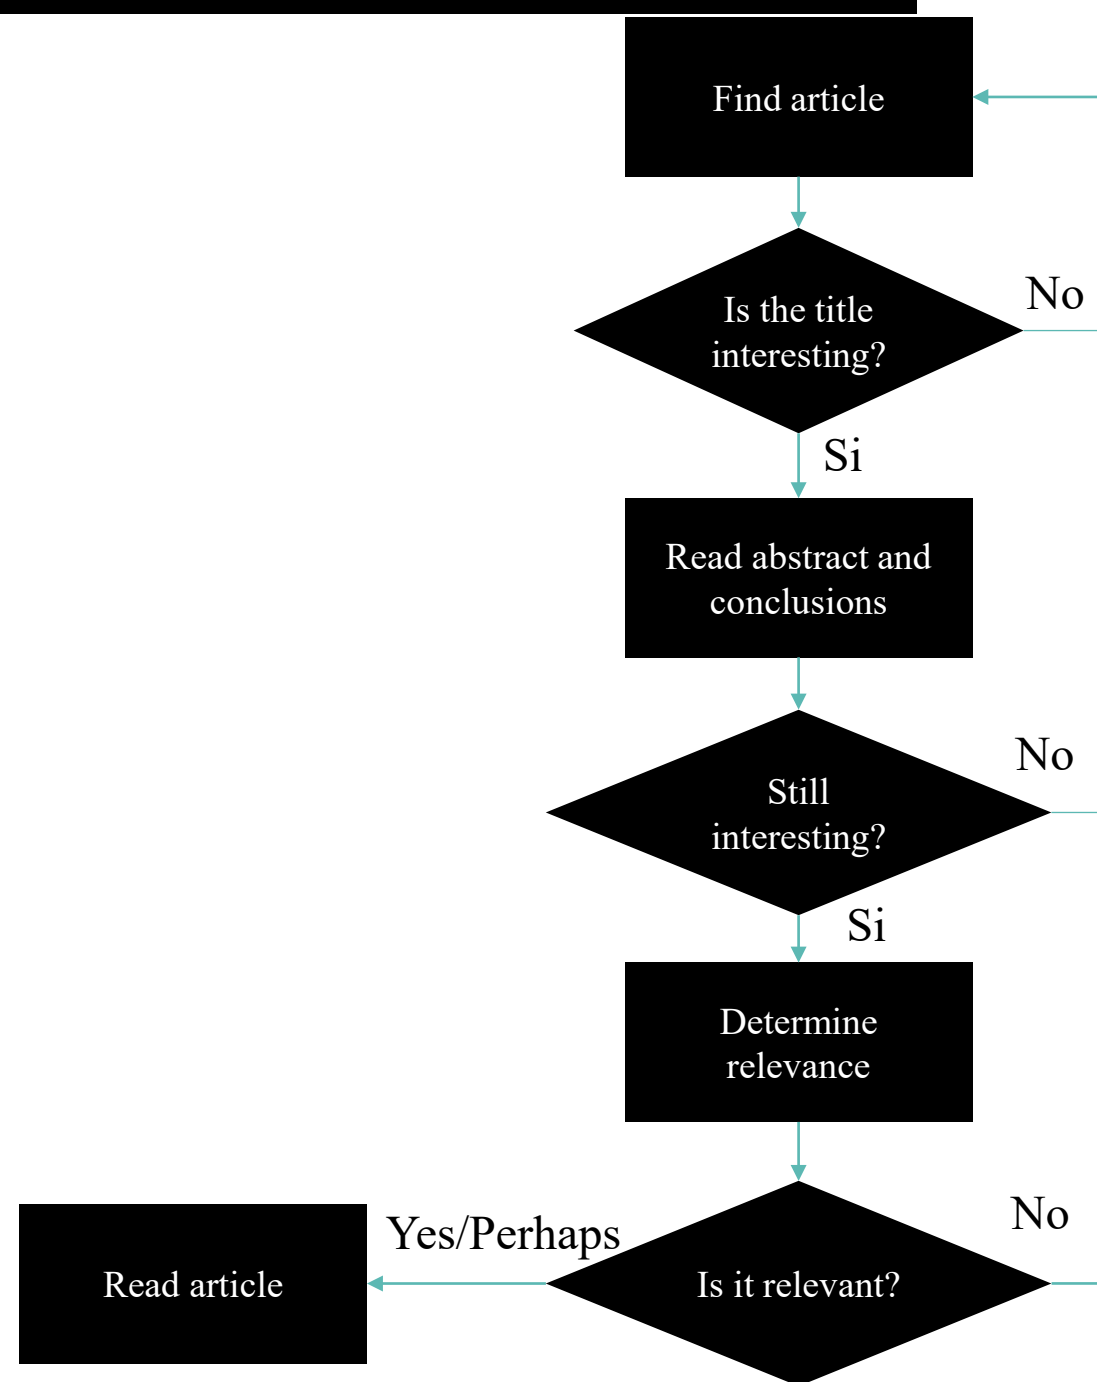 Find article
Is the title
interesting?
No
Si
Read abstract and
conclusions
Still
interesting?
No
Si
Determine
relevance
Is it relevant?
No
Yes/Perhaps
Read article